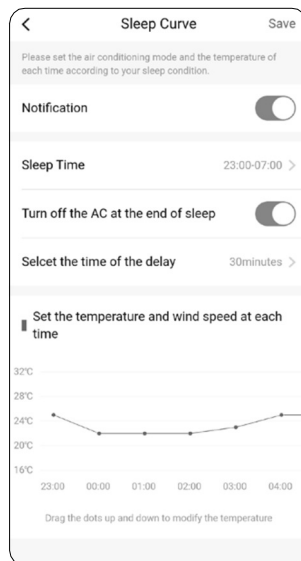 Sleep Curve Save
Please set the air conditioning mode and the temperature of
each time according to your sleep condition.
Notification
Sleep Time 23:00-07:00
Turn off the AC at the end of sleep
Selcet the time of the delay 30minutes
Set the temperature and wind speed at each
time
32°C
28°C
24°C
20°C
16°C
23:00 00:00 01:00 02:00 03:00 04:00
Drag the dots up and down to modify the temperature